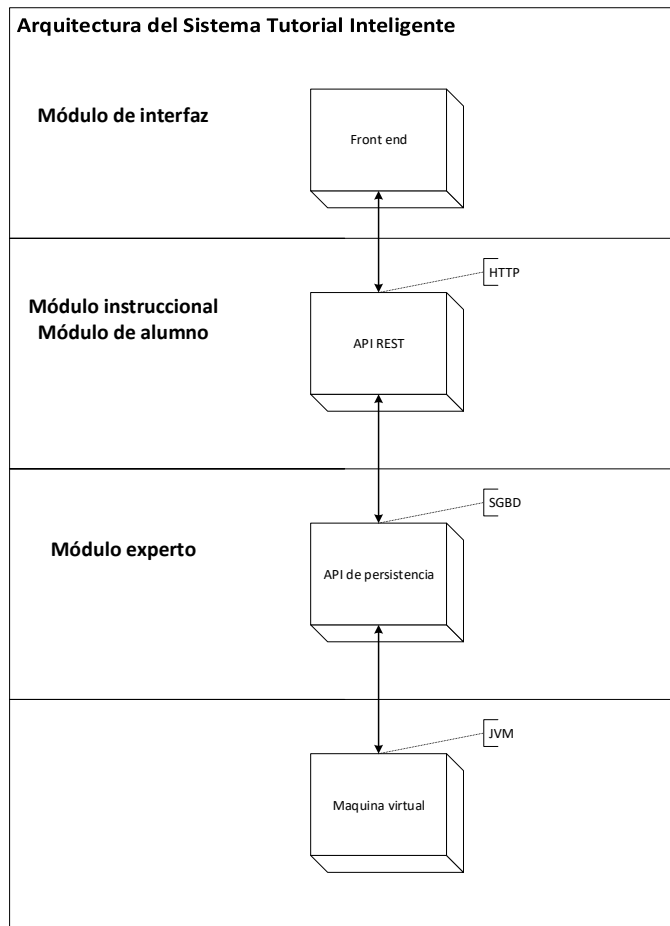 Arquitectura del Sistema Tutorial Inteligente
Módulo de interfaz
Front end
HTTP
Módulo instruccional
Módulo de alumno
API REST
SGBD
Módulo experto
API de persistencia
JVM
Maquina virtual